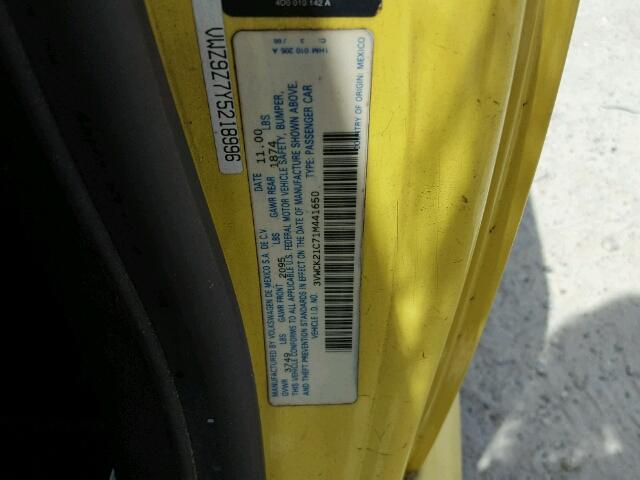 4D0 010 142 A
VWZ9Z7Y5218996
1HM 010 205 A
MANUFACTURED BY VOLKSWAGEN DE MEXICO S.A. DE C.V. DATE 11.00
GVWR 3749 LBS GAWR FRONT 2095 LBS GAWR REAR 1874 LBS
THIS VEHICLE CONFORMS TO ALL APPLICABLE U.S. FEDERAL MOTOR VEHICLE SAFETY, BUMPER,
AND THEFT PREVENTION STANDARDS IN EFFECT ON THE DATE OF MANUFACTURE SHOWN ABOVE.
VEHICLE I.D. NO.: 3VWCK21C71M441650 TYPE: PASSENGER CAR
COUNTRY OF ORIGIN: MEXICO